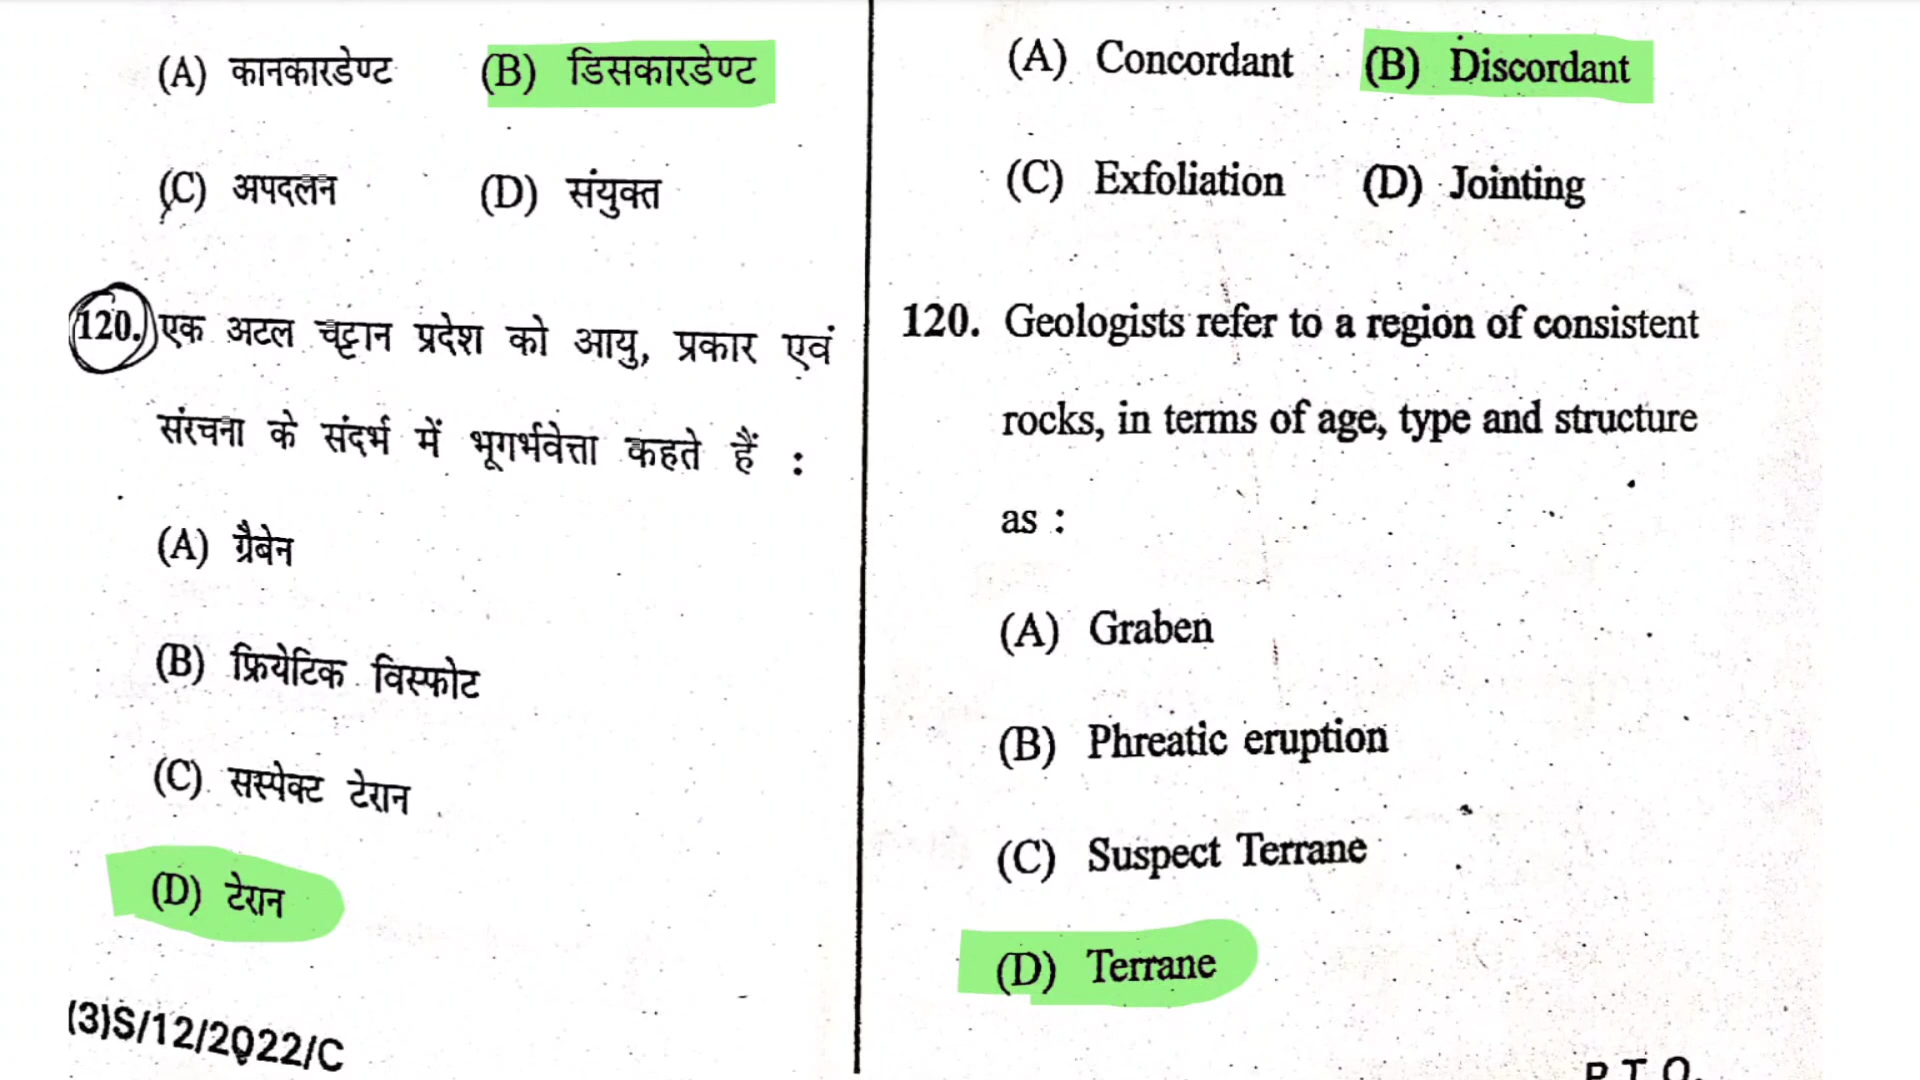 (A) कानकारडेण्ट (B) डिसकारडेण्ट
(C) अपदलन (D) संयुक्त
120. एक अटल चट्टान प्रदेश को आयु, प्रकार एवं
संरचना के संदर्भ में भूगर्भवेत्ता कहते हैं :
(A) ग्रैबेन
(B) फ्रियेटिक विस्फोट
(C) सस्पेक्ट टेरान
(D) टेरान
(3)S/12/2022/C
(A) Concordant (B) Discordant
(C) Exfoliation (D) Jointing
120. Geologists refer to a region of consistent
rocks, in terms of age, type and structure
as :
(A) Graben
(B) Phreatic eruption
(C) Suspect Terrane
(D) Terrane
P.T.O.